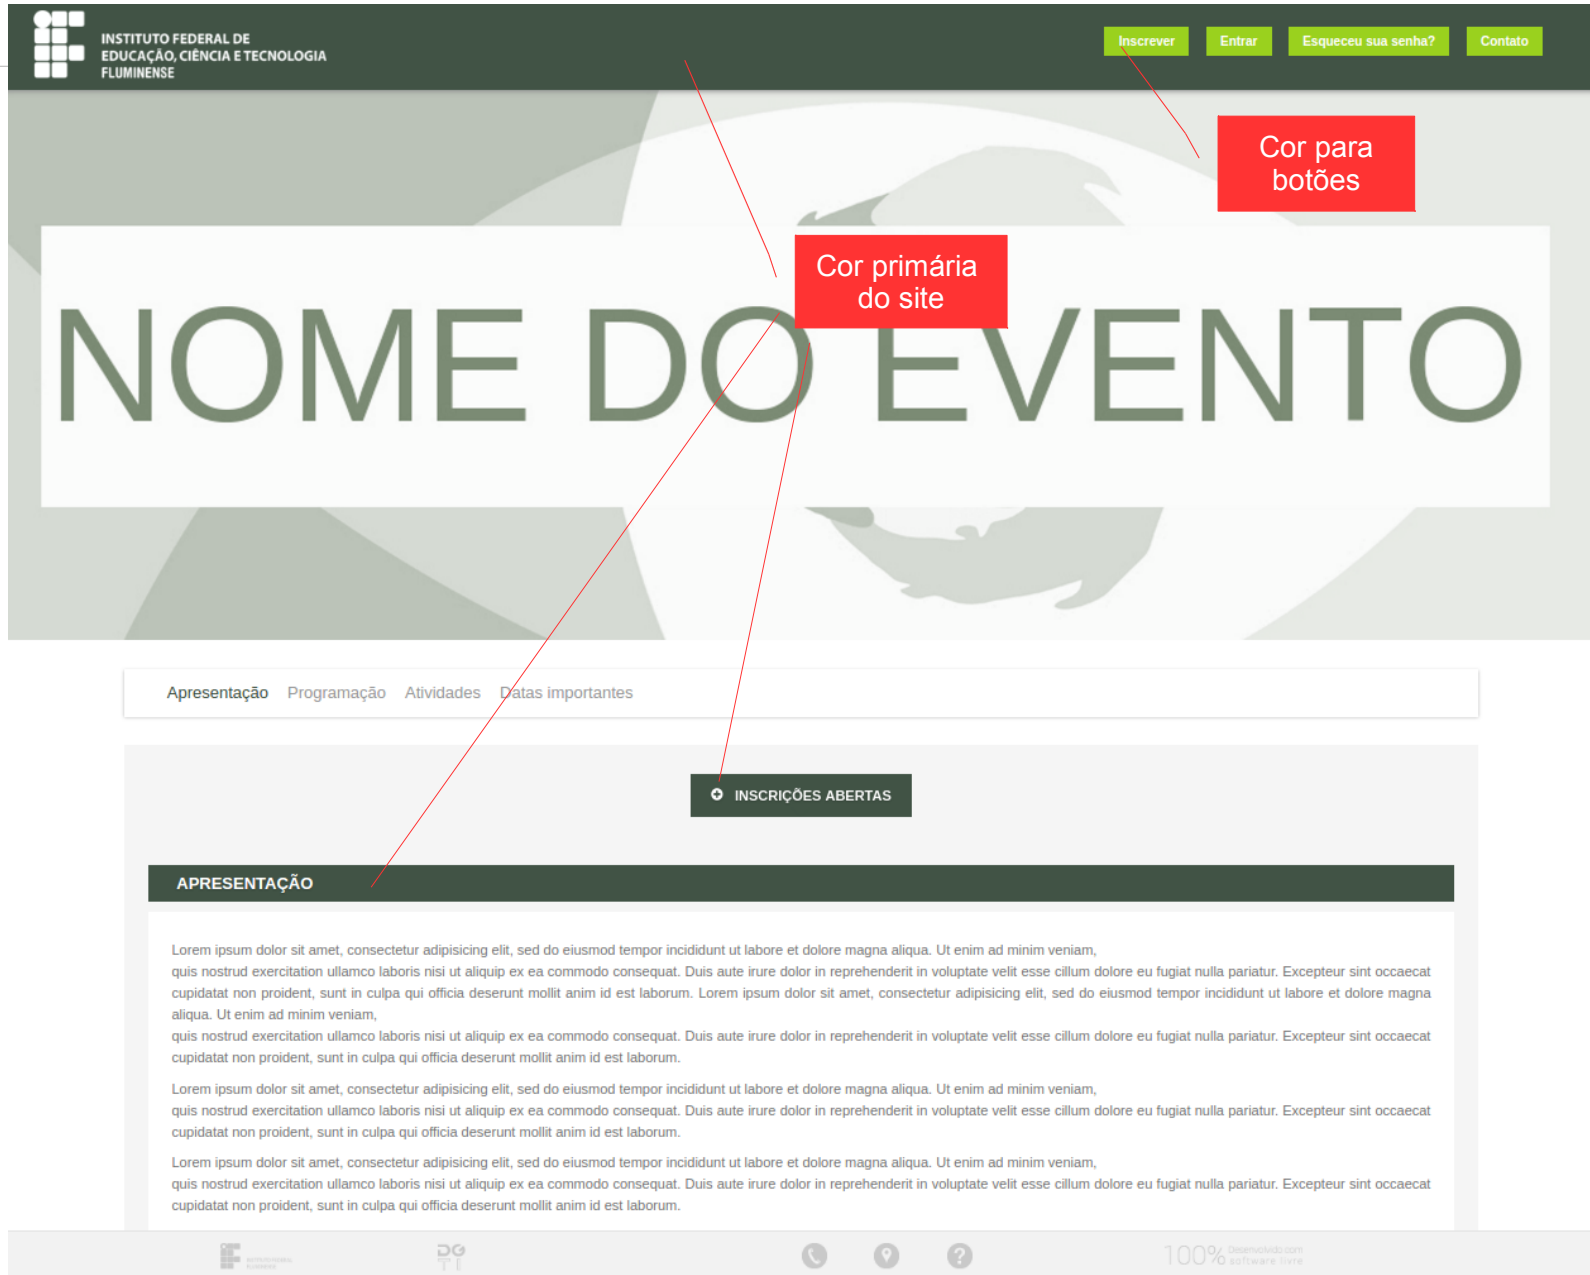 INSTITUTO FEDERAL DE
EDUCAÇÃO, CIÊNCIA E TECNOLOGIA
FLUMINENSE
Inscrever Entrar Esqueceu sua senha? Contato
Cor para
botões
Cor primária
do site
NOME DO EVENTO
Apresentação Programação Atividades Datas importantes
INSCRIÇÕES ABERTAS
APRESENTAÇÃO
Lorem ipsum dolor sit amet, consectetur adipisicing elit, sed do eiusmod tempor incididunt ut labore et dolore magna aliqua. Ut enim ad minim veniam,
quis nostrud exercitation ullamco laboris nisi ut aliquip ex ea commodo consequat. Duis aute irure dolor in reprehenderit in voluptate velit esse cillum dolore eu fugiat nulla pariatur. Excepteur sint occaecat
cupidatat non proident, sunt in culpa qui officia deserunt mollit anim id est laborum. Lorem ipsum dolor sit amet, consectetur adipisicing elit, sed do eiusmod tempor incididunt ut labore et dolore magna
aliqua. Ut enim ad minim veniam,
quis nostrud exercitation ullamco laboris nisi ut aliquip ex ea commodo consequat. Duis aute irure dolor in reprehenderit in voluptate velit esse cillum dolore eu fugiat nulla pariatur. Excepteur sint occaecat
cupidatat non proident, sunt in culpa qui officia deserunt mollit anim id est laborum.
Lorem ipsum dolor sit amet, consectetur adipisicing elit, sed do eiusmod tempor incididunt ut labore et dolore magna aliqua. Ut enim ad minim veniam,
quis nostrud exercitation ullamco laboris nisi ut aliquip ex ea commodo consequat. Duis aute irure dolor in reprehenderit in voluptate velit esse cillum dolore eu fugiat nulla pariatur. Excepteur sint occaecat
cupidatat non proident, sunt in culpa qui officia deserunt mollit anim id est laborum.
Lorem ipsum dolor sit amet, consectetur adipisicing elit, sed do eiusmod tempor incididunt ut labore et dolore magna aliqua. Ut enim ad minim veniam,
quis nostrud exercitation ullamco laboris nisi ut aliquip ex ea commodo consequat. Duis aute irure dolor in reprehenderit in voluptate velit esse cillum dolore eu fugiat nulla pariatur. Excepteur sint occaecat
cupidatat non proident, sunt in culpa qui officia deserunt mollit anim id est laborum.
DG
TI
?
100% Desenvolvido com
software livre